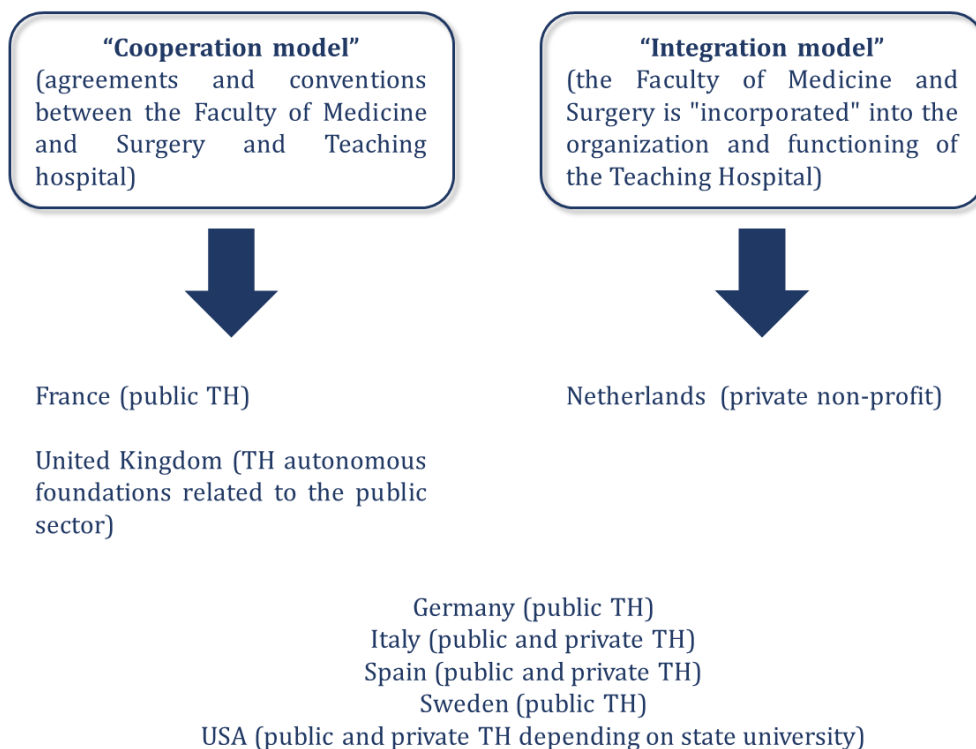 “Cooperation model”
(agreements and conventions
between the Faculty of Medicine
and Surgery and Teaching
hospital)
“Integration model”
(the Faculty of Medicine and
Surgery is "incorporated" into the
organization and functioning of
the Teaching Hospital)
France (public TH)
United Kingdom (TH autonomous
foundations related to the public
sector)
Netherlands (private non-profit)
Germany (public TH)
Italy (public and private TH)
Spain (public and private TH)
Sweden (public TH)
USA (public and private TH depending on state university)